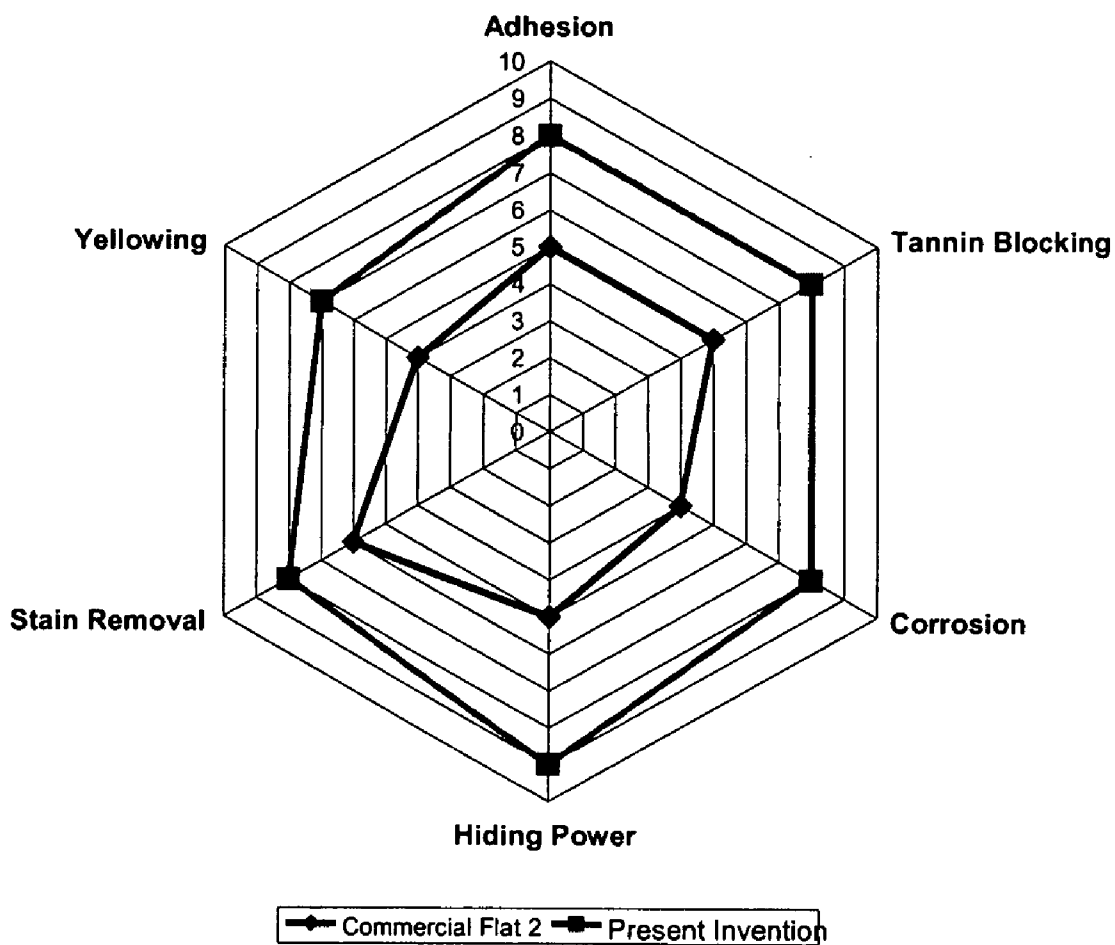 Adhesion
10
9
8
7
6
5
4
3
2
1
0
Yellowing
Tannin Blocking
Stain Removal
Corrosion
Hiding Power
Commercial Flat 2 Present Invention